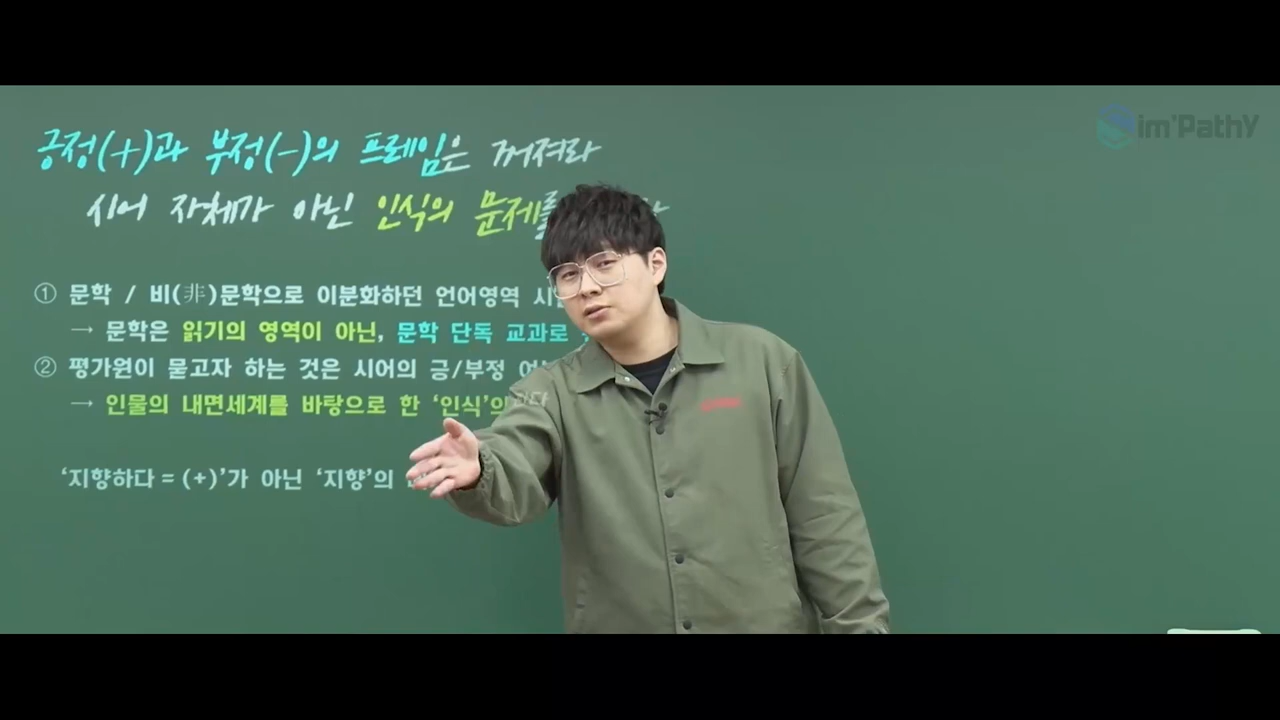 im'PathY
긍정(+)과 부정(-)의 프레임은 꺼져라
시어 자체가 아닌 인식의 문제를
① 문학 / 비(非)문학으로 이분화하던 언어영역
→ 문학은 읽기의 영역이 아닌, 문학 단독 교과로
② 평가원이 묻고자 하는 것은 시어의 긍/부정
→ 인물의 내면세계를 바탕으로 한 ‘인식’의
‘지향하다 = (+)’가 아닌 ‘지향’의